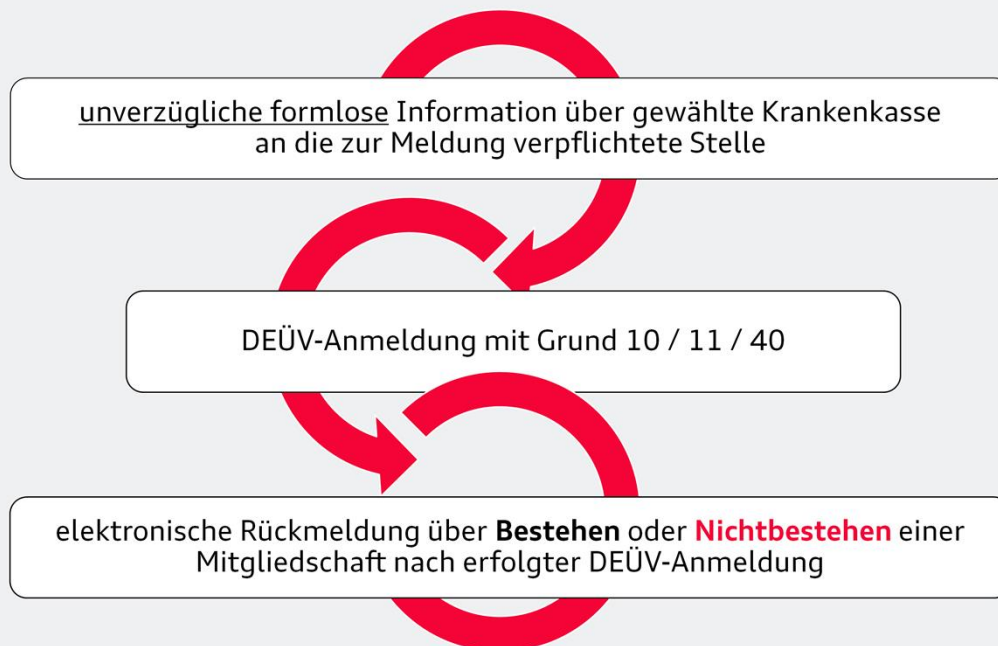 unverzügliche formlose Information über gewählte Krankenkasse
an die zur Meldung verpflichtete Stelle
DEÜV-Anmeldung mit Grund 10 / 11 / 40
elektronische Rückmeldung über Bestehen oder Nichtbestehen einer
Mitgliedschaft nach erfolgter DEÜV-Anmeldung